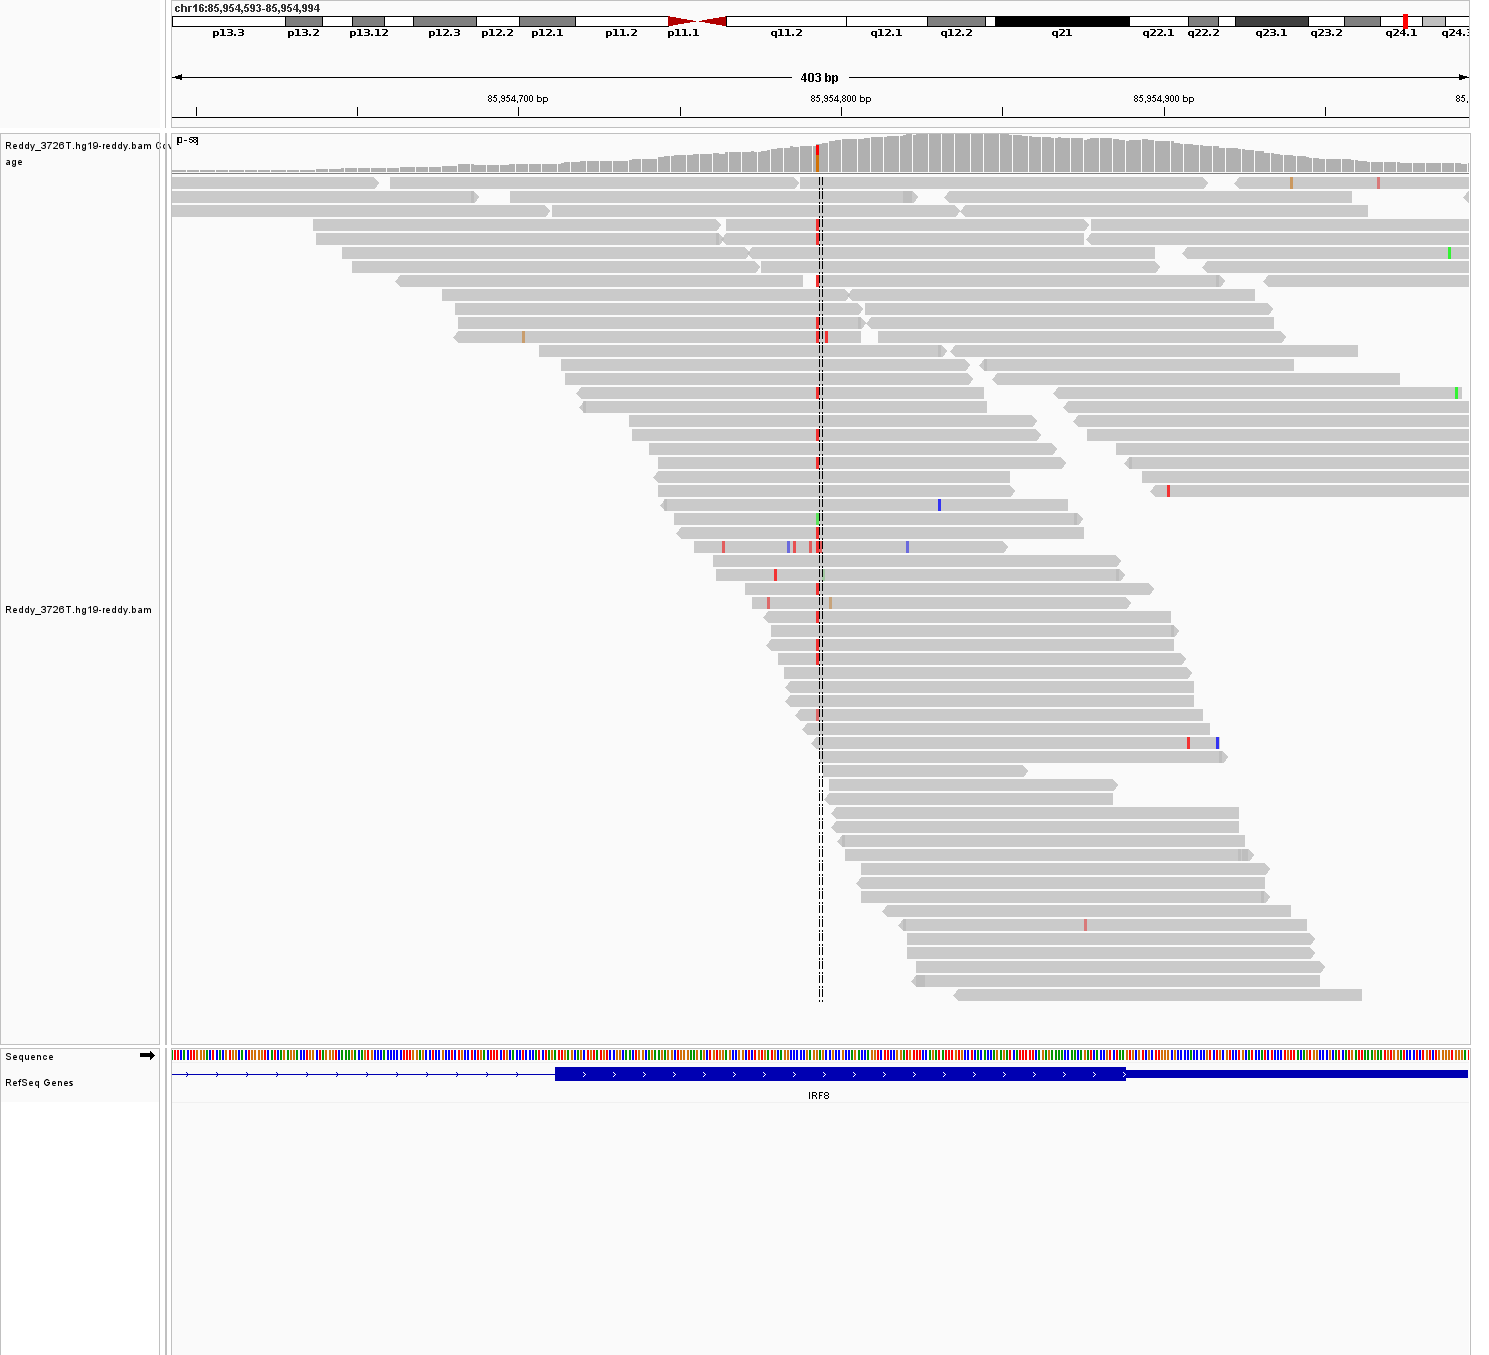 chr16:85,954,593-85,954,994
p13.3 p13.2 p13.12 p12.3 p12.2 p12.1 p11.2 p11.1 q11.2 q12.1 q12.2 q21 q22.1 q22.2 q23.1 q23.2 q24.1 q24.3
403 bp
85,954,700 bp 85,954,800 bp 85,954,900 bp 85,
Reddy_3726T.hg19-reddy.bam Cov
age
Reddy_3726T.hg19-reddy.bam
Sequence
RefSeq Genes
IRF8